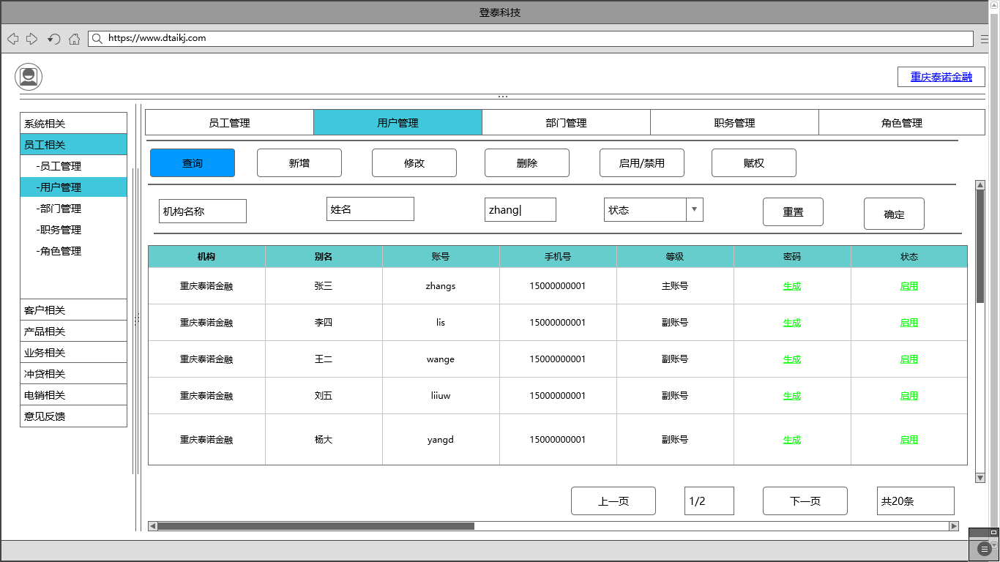 登泰科技
https://www.dtaikj.com
重庆泰诺金融
系统相关
员工相关
-员工管理
-用户管理
-部门管理
-职务管理
-角色管理
客户相关
产品相关
业务相关
冲贷相关
电销相关
意见反馈
员工管理 用户管理 部门管理 职务管理 角色管理
查询 新增 修改 删除 启用/禁用 赋权
机构名称 姓名 zhang| 状态 重置 确定
机构 别名 账号 手机号 等级 密码 状态
重庆泰诺金融 张三 zhangs 15000000001 主账号 生成 启用
重庆泰诺金融 李四 lis 15000000001 副账号 生成 启用
重庆泰诺金融 王二 wange 15000000001 副账号 生成 启用
重庆泰诺金融 刘五 liiuw 15000000001 副账号 生成 启用
重庆泰诺金融 杨大 yangd 15000000001 副账号 生成 启用
上一页 1/2 下一页 共20条